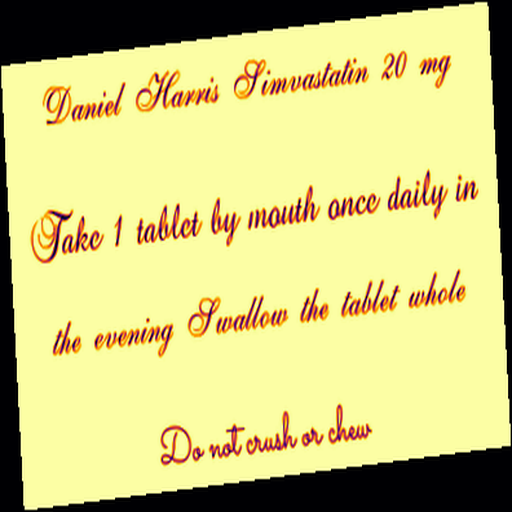 Daniel Harris Simvastatin 20 mg
Take 1 tablet by mouth once daily in
the evening Swallow the tablet whole
Do not crush or chew